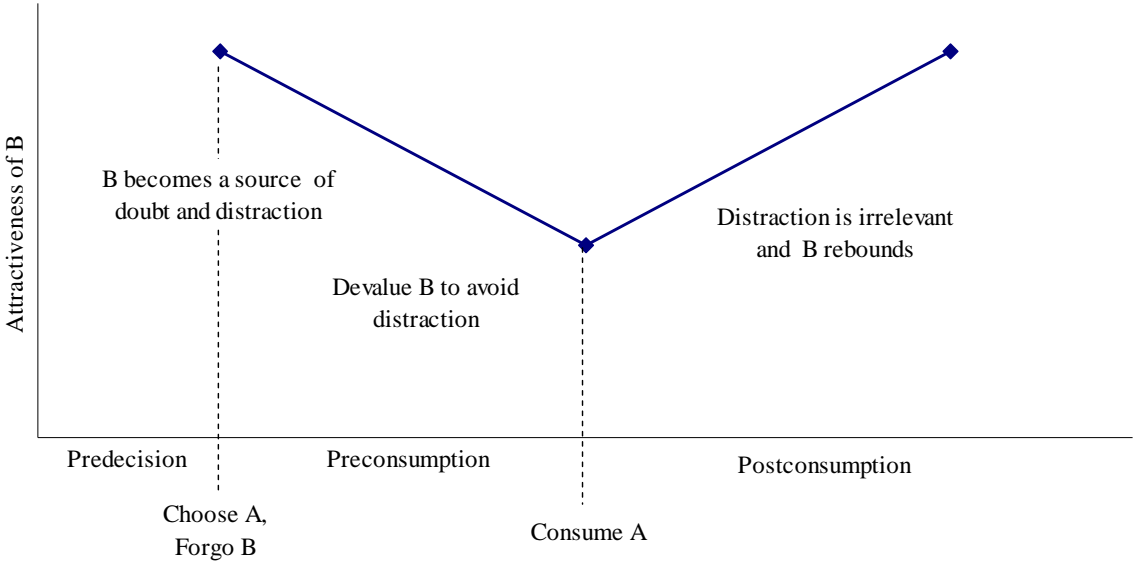 Attractiveness of B
B becomes a source of
doubt and distraction
Devalue B to avoid
distraction
Distraction is irrelevant
and B rebounds
Predecision
Preconsumption
Postconsumption
Choose A,
Forgo B
Consume A